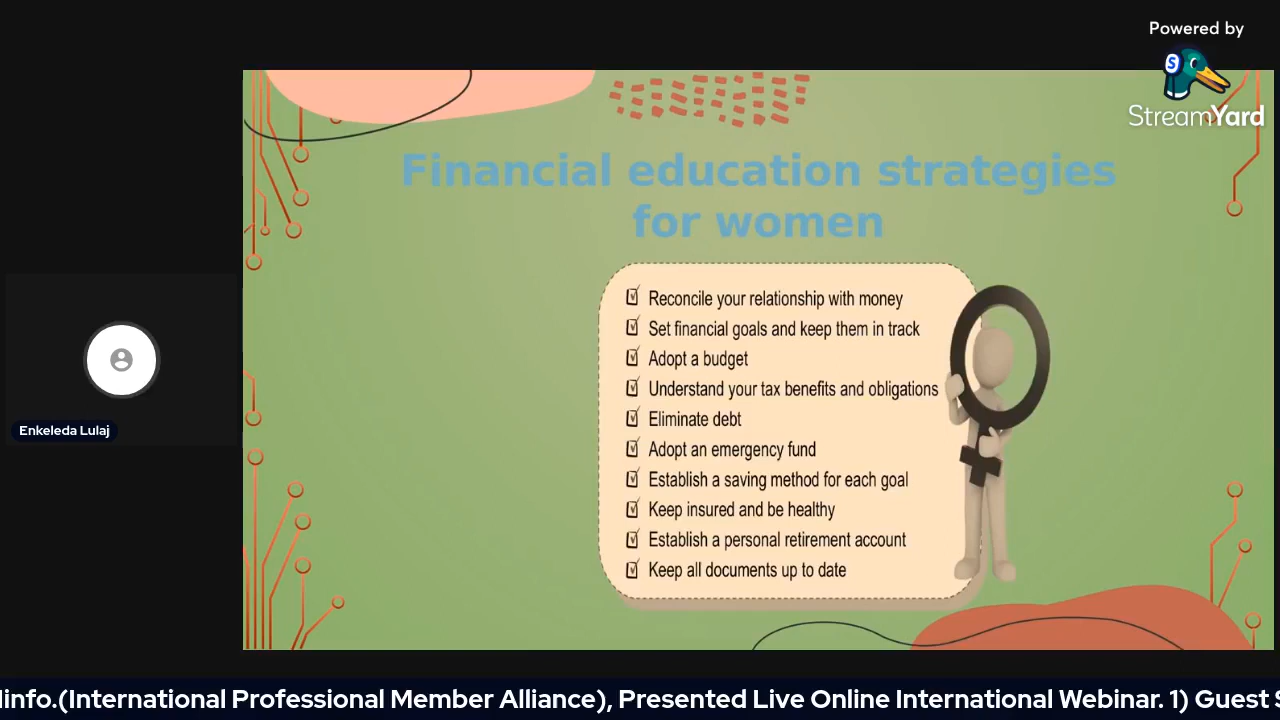 Powered by
StreamYard
Financial education strategies
for women
Reconcile your relationship with money
Set financial goals and keep them in track
Adopt a budget
Understand your tax benefits and obligations
Eliminate debt
Adopt an emergency fund
Establish a saving method for each goal
Keep insured and be healthy
Establish a personal retirement account
Keep all documents up to date
Enkeleda Lulaj
info.(International Professional Member Alliance), Presented Live Online International Webinar. 1) Guest